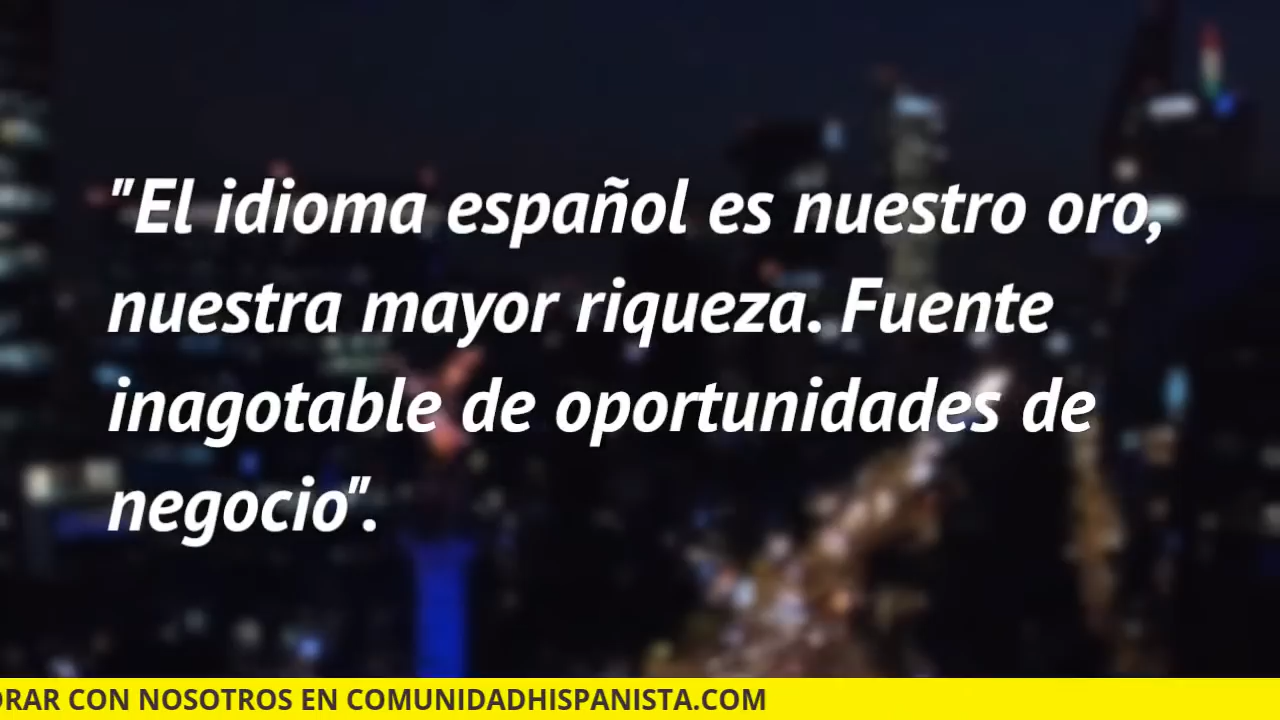 "El idioma español es nuestro oro,
nuestra mayor riqueza. Fuente
inagotable de oportunidades de
negocio".
CON NOSOTROS EN COMUNIDADHISPANISTA.COM